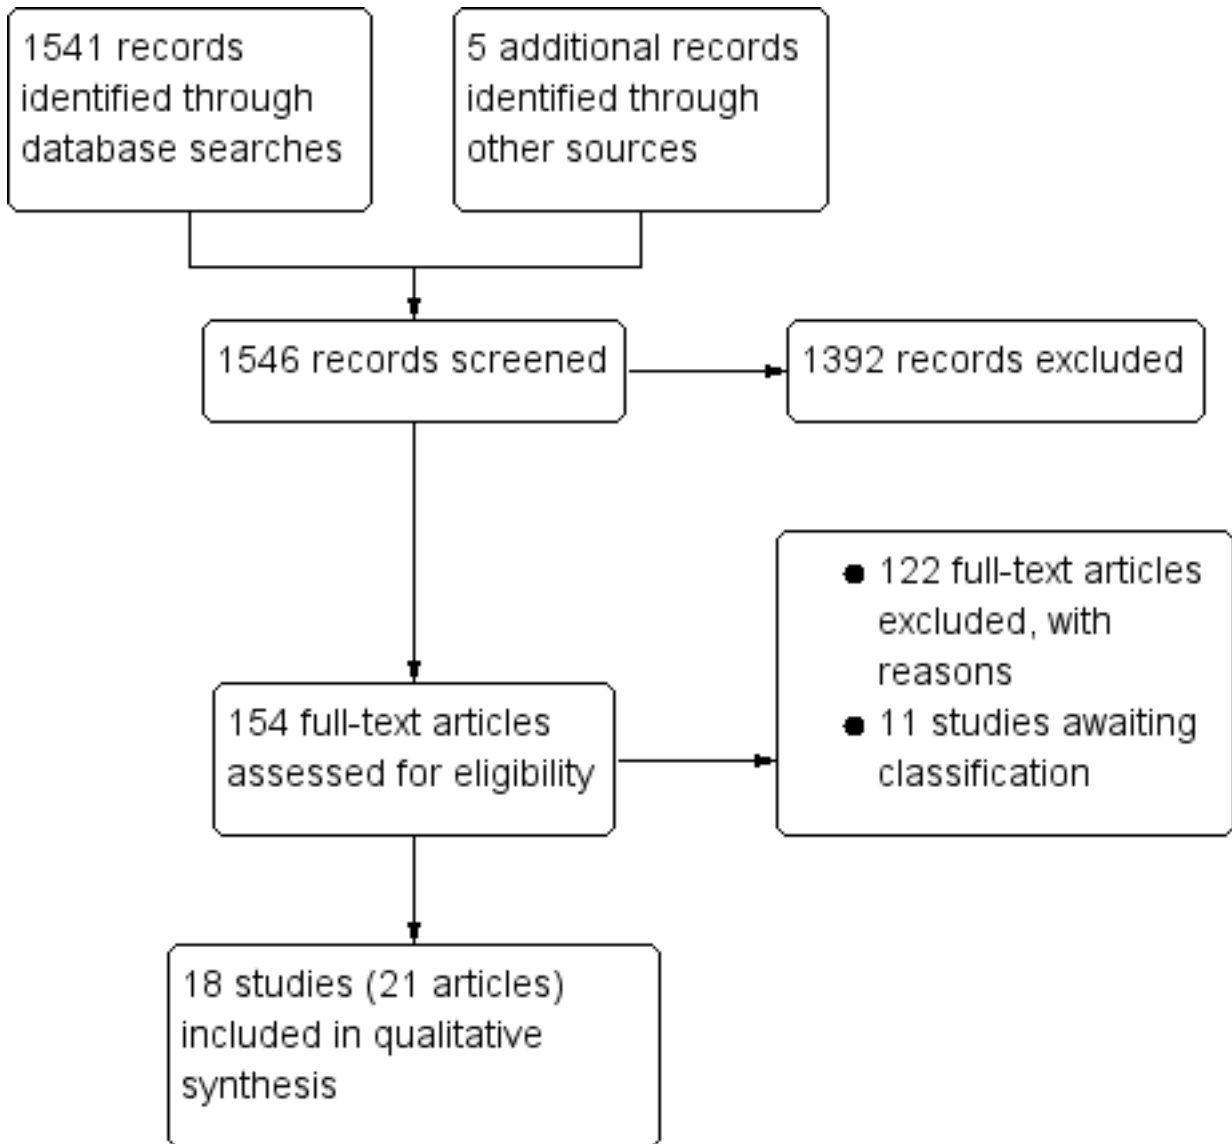 1541 records
identified through
database searches
5 additional records
identified through
other sources
1546 records screened
1392 records excluded
● 122 full-text articles
excluded, with
reasons
● 11 studies awaiting
classification
154 full-text articles
assessed for eligibility
18 studies (21 articles)
included in qualitative
synthesis